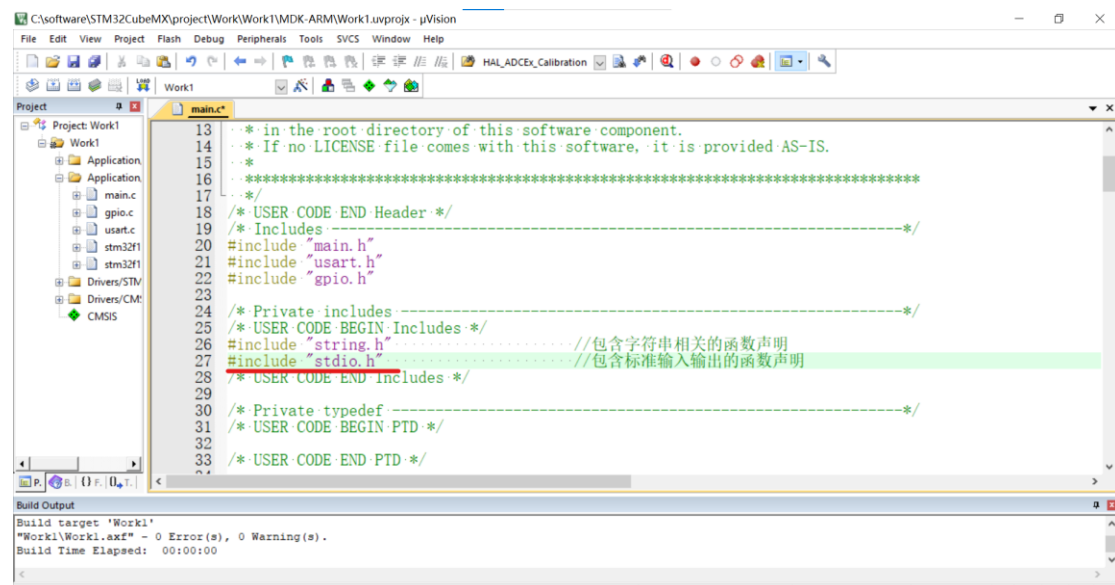 C:\software\STM32CubeMX\project\Work\Work1\MDK-ARM\Work1.uvprojx - µVision
File Edit View Project Flash Debug Peripherals Tools SVCS Window Help
HAL_ADCEx_Calibration
Work1
Project
Project: Work1
Work1
Application
Application
main.c
gpio.c
usart.c
stm32f1
stm32f1
Drivers/STM
Drivers/CM
CMSIS
P. B. {} F. T.
main.c*
13 * in the root directory of this software component.
14 * If no LICENSE file comes with this software, it is provided AS-IS.
15 *
16 ******************************************************************************
17 */
18 /* USER CODE END Header */
19 /* Includes ------------------------------------------------------------------*/
20 #include "main.h"
21 #include "usart.h"
22 #include "gpio.h"
23
24 /* Private includes ----------------------------------------------------------*/
25 /* USER CODE BEGIN Includes */
26 #include "string.h" //包含字符串相关的函数声明
27 #include "stdio.h" //包含标准输入输出的函数声明
28 /* USER CODE END Includes */
29
30 /* Private typedef -----------------------------------------------------------*/
31 /* USER CODE BEGIN PTD */
32
33 /* USER CODE END PTD */
Build Output
Build target 'Work1'
"Work1\Work1.axf" - 0 Error(s), 0 Warning(s).
Build Time Elapsed: 00:00:00